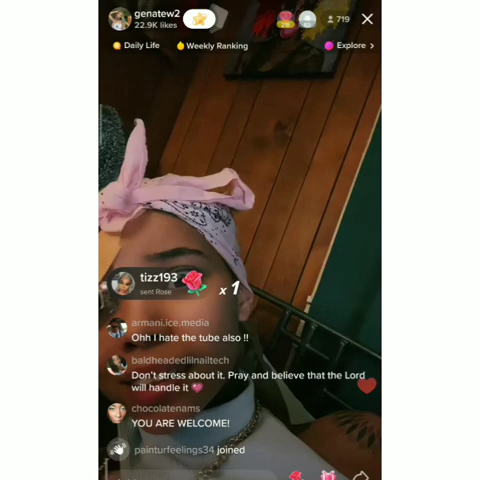 genatew2
22.9K likes
719
Daily Life
Weekly Ranking
Explore >
tizz193
sent Rose
x 1
armani.ice.media
Ohh I hate the tube also !!
baldheadedlilnailtech
Don't stress about it. Pray and believe that the Lord
will handle it
chocolatenams
YOU ARE WELCOME!
painturfeelings34 joined